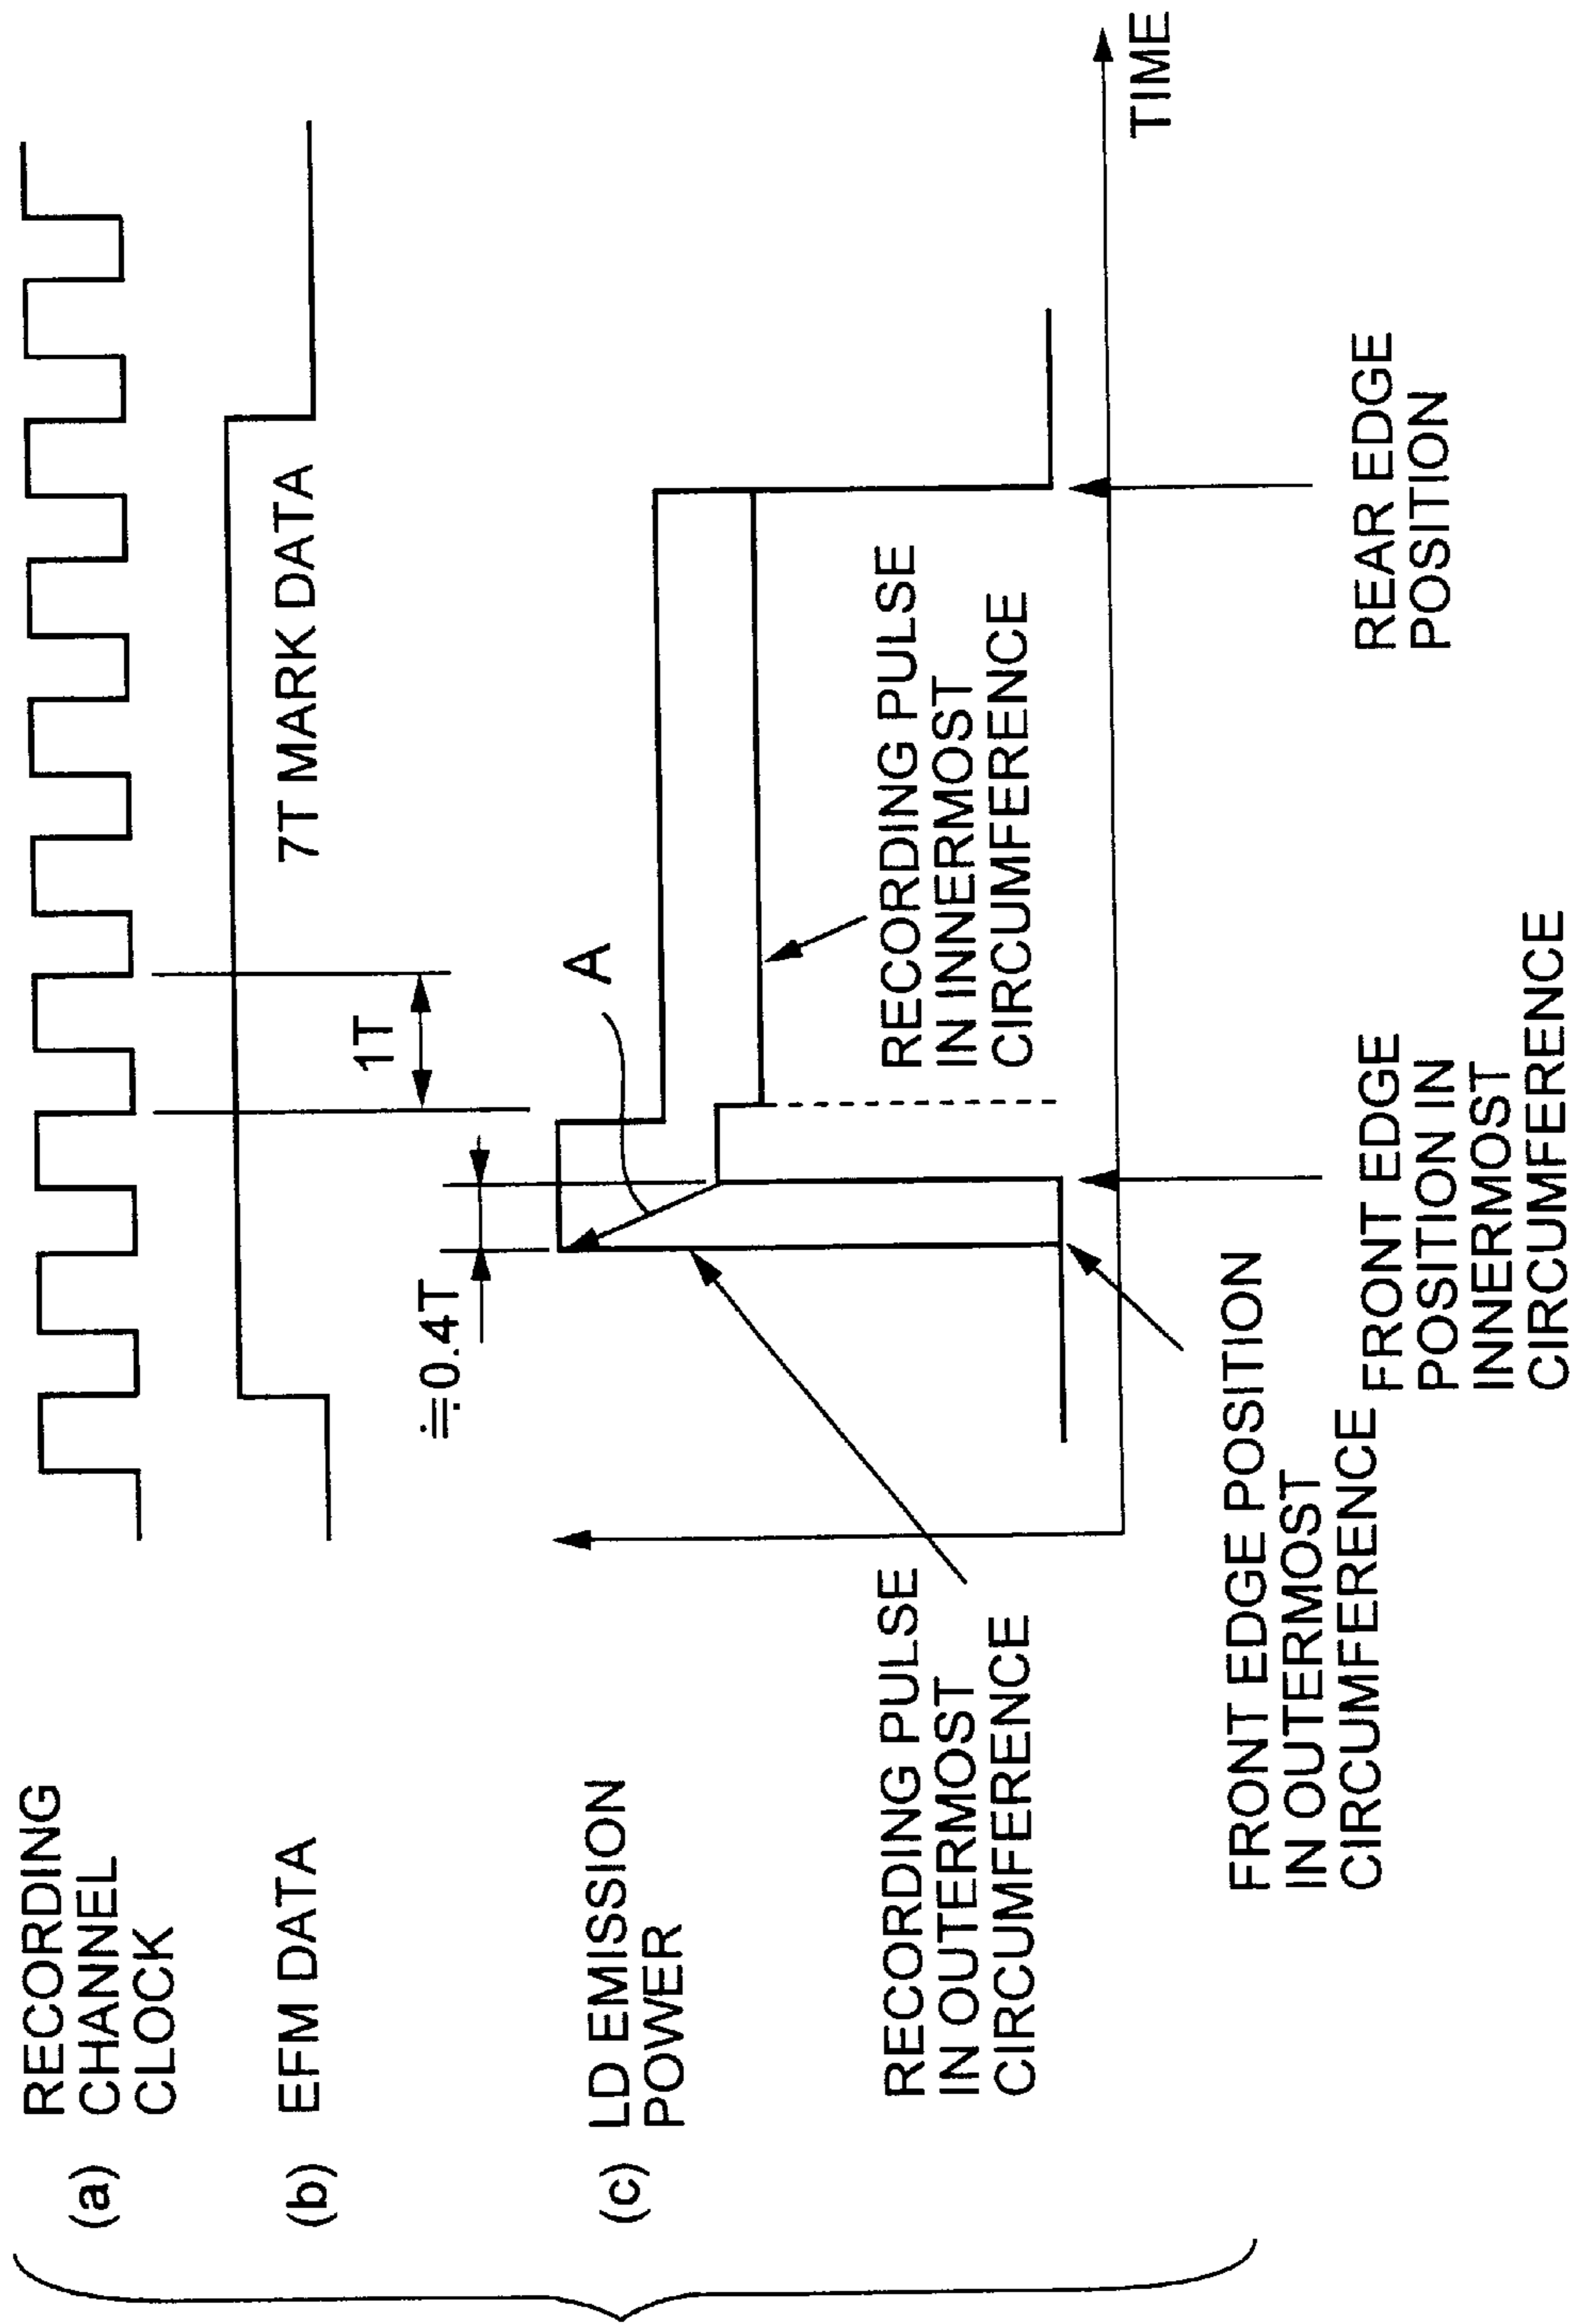 (a) RECORDING
CHANNEL
CLOCK
(b) EFM DATA
7T MARK DATA
1T
≒0.4T
A
(c) LD EMISSION
POWER
RECORDING PULSE
IN OUTERMOST
CIRCUMFERENCE
RECORDING PULSE
IN INNERMOST
CIRCUMFERENCE
TIME
FRONT EDGE POSITION
IN OUTERMOST
CIRCUMFERENCE
FRONT EDGE
POSITION IN
INNERMOST
CIRCUMFERENCE
REAR EDGE
POSITION